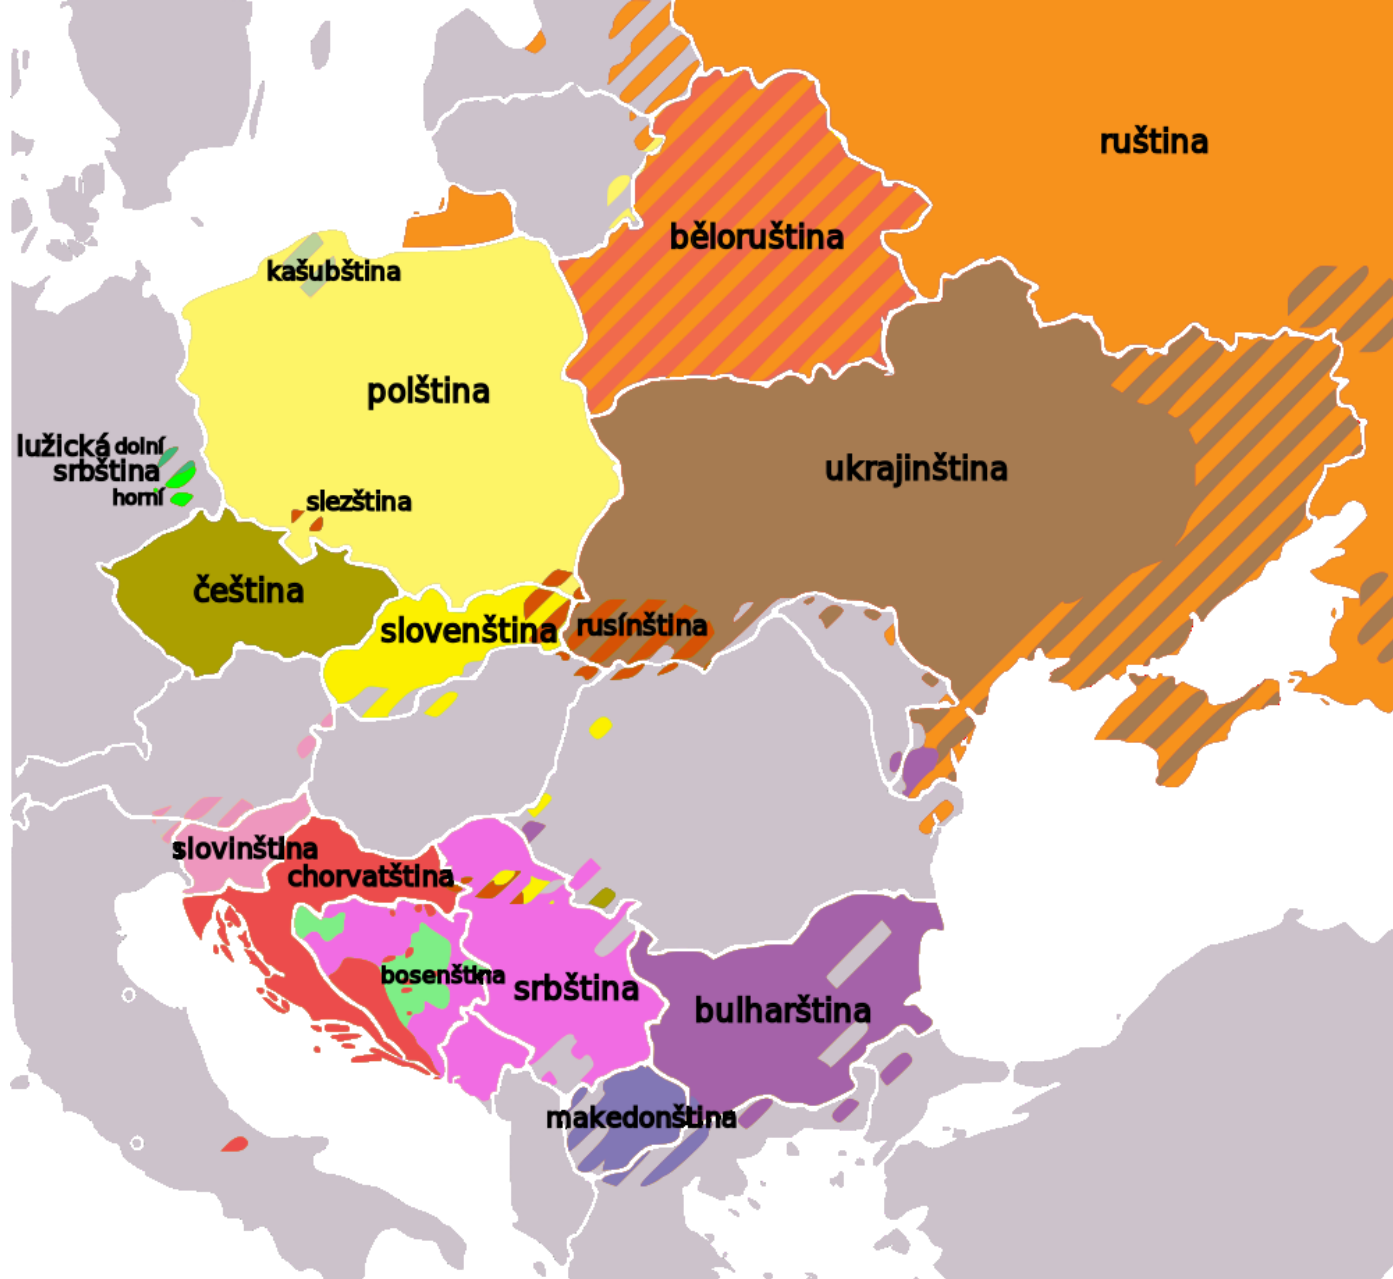 ruština
běloruština
kašubština
polština
lužická dolní
srbština
horní
ukrajinština
slezština
čeština
slovenština
rusínština
slovinština
chorvatština
bosenština
srbština
bulharština
makedonština